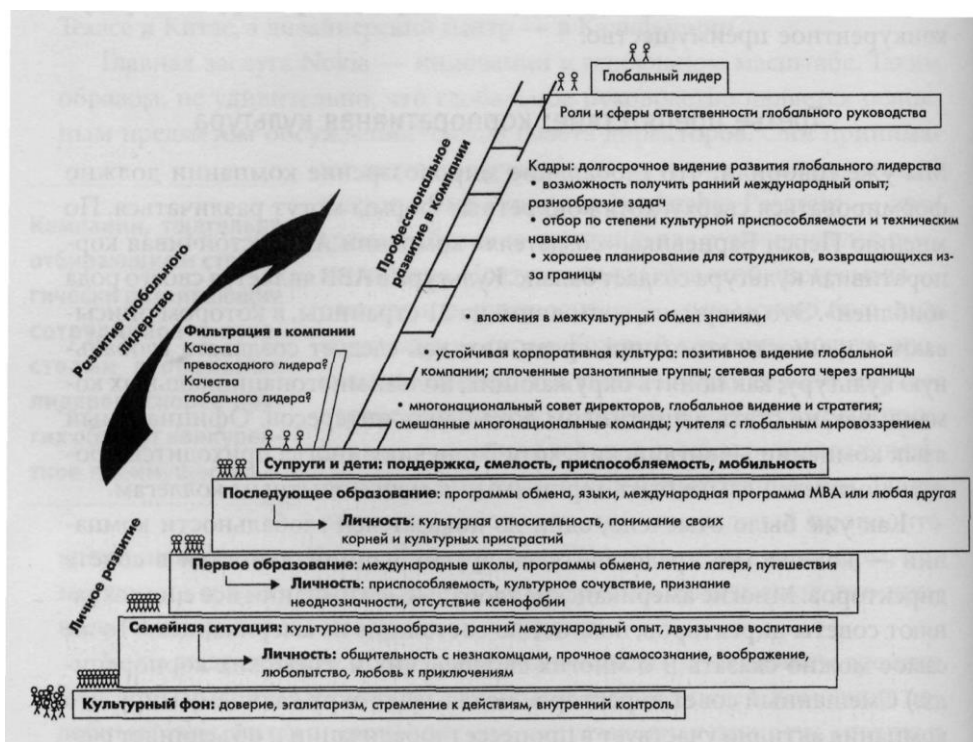 Глобальный лидер
Роли и сферы ответственности глобального руководства
Кадры: долгосрочное видение развития глобального лидерства
• возможность получить ранний международный опыт;
разнообразие задач
• набор с учетом культурной приспособляемости и технических
навыков
• хорошее планирование для сотрудников, возвращающихся из-
за границы
• вложения в межкультурный обмен знаниями
• устойчивая корпоративная культура: позитивное видение глобальной
компании; сплоченные разнотипные группы; сетевая работа через границы
• многонациональный совет директоров: глобальные видение и стратегия;
смешанные многонациональные команды; учителя с глобальным мировоззрением
Профессиональное
развитие в компании
Развитие глобального
лидерства
Личное развитие
Фильтрация в компании
Качества
превосходного лидера?
Качества
глобального лидера?
Супруги и дети: поддержка, смелость, приспособляемость, мобильность
Последующее образование: программы обмена, языки, международная программа МВА или любая другая
Личность: культурная относительность, понимание своих
корней и культурных пристрастий
Первое образование: международные школы, программы обмена, летние лагеря, путешествия
Личность: приспособляемость, культурное сочувствие, признание
неоднозначности, отсутствие ксенофобии
Семейная ситуация: культурное разнообразие, ранний международный опыт, двуязычное воспитание
Личность: общительность с незнакомцами, прочное самосознание, воображение,
любопытство, любовь к приключениям
Культурный фон: доверие, эгалитаризм, стремление к действиям, внутренний контроль